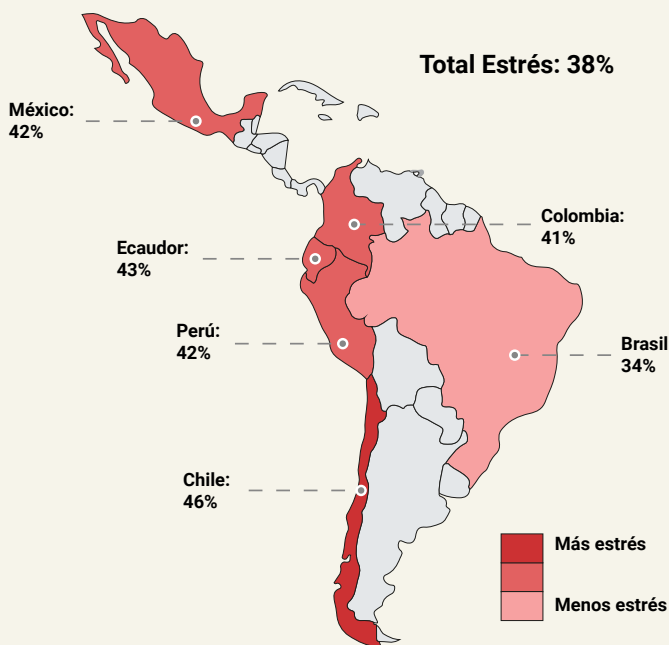 Total Estrés: 38%
México:
42%
Colombia:
41%
Ecaudor:
43%
Perú:
42%
Brasil
34%
Chile:
46%
Más estrés
Menos estrés